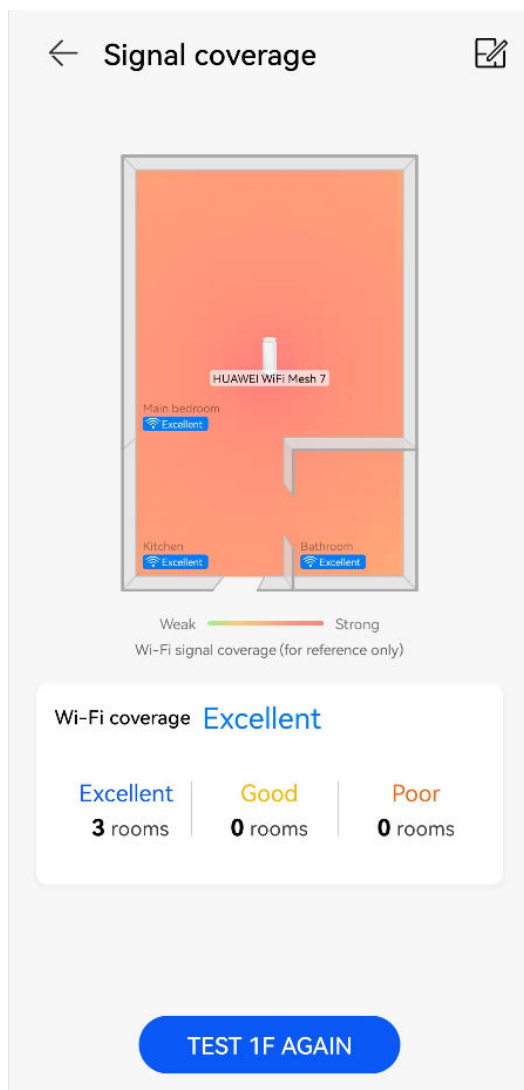 Signal coverage
HUAWEI WiFi Mesh 7
Main bedroom
Excellent
Kitchen
Excellent
Bathroom
Excellent
Weak Strong
Wi-Fi signal coverage (for reference only)
Wi-Fi coverage Excellent
Excellent Good Poor
3 rooms 0 rooms 0 rooms
TEST 1F AGAIN